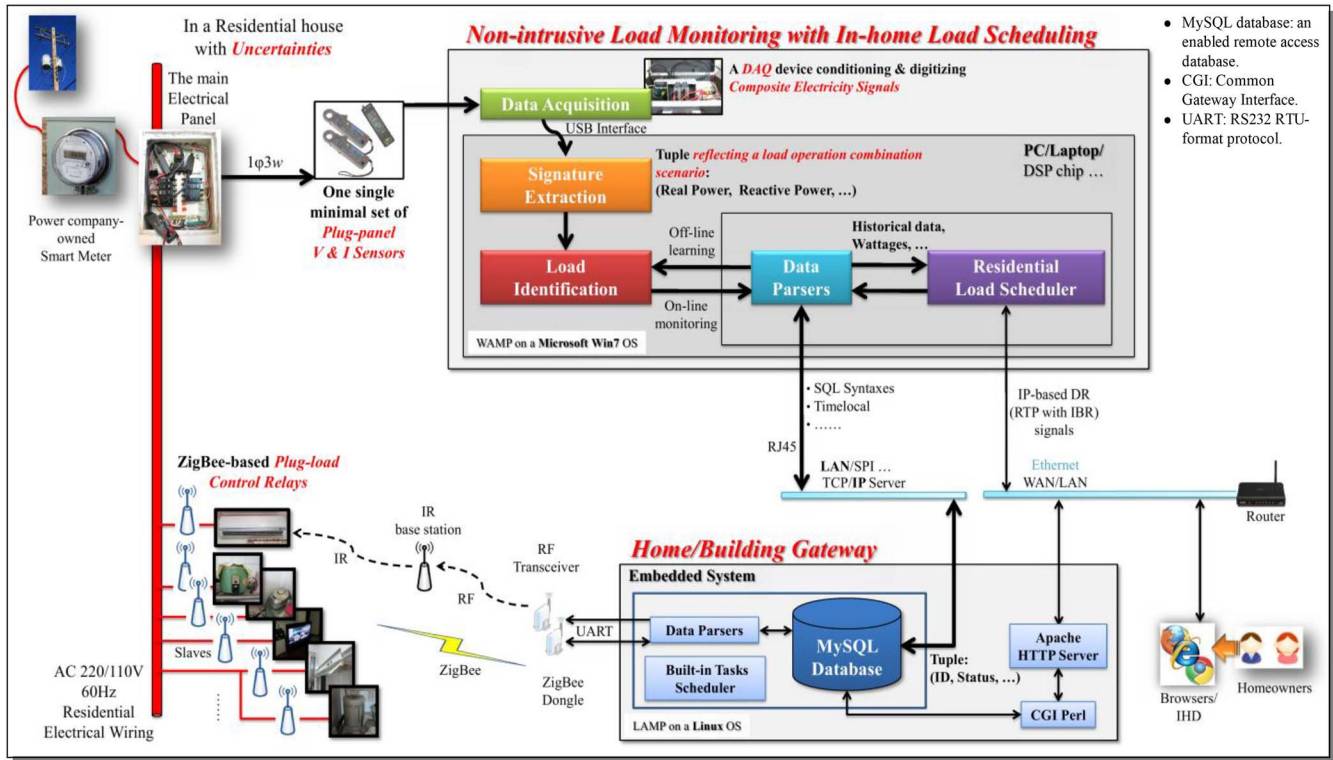 In a Residential house
with Uncertainties
The main
Electrical
Panel
1φ3w
Power company-
owned
Smart Meter
One single
minimal set of
Plug-panel
V & I Sensors
Non-intrusive Load Monitoring with In-home Load Scheduling
Data Acquisition
A DAQ device conditioning & digitizing
Composite Electricity Signals
USB Interface
Signature
Extraction
Tuple reflecting a load operation combination
scenario:
(Real Power, Reactive Power, …)
PC/Laptop/
DSP chip …
Load
Identification
Off-line
learning
On-line
monitoring
Data
Parsers
Historical data,
Wattages, …
Residential
Load Scheduler
WAMP on a Microsoft Win7 OS
• MySQL database: an
enabled remote access
database.
• CGI: Common
Gateway Interface.
• UART: RS232 RTU-
format protocol.
• SQL Syntaxes
• Timelocal
• ……
RJ45
LAN/SPI …
TCP/IP Server
IP-based DR
(RTP with IBR)
signals
Ethernet
WAN/LAN
Router
ZigBee-based Plug-load
Control Relays
IR
IR
base station
RF
RF
Transceiver
Slaves
ZigBee
ZigBee
Dongle
UART
AC 220/110V
60Hz
Residential
Electrical Wiring
Home/Building Gateway
Embedded System
Data Parsers
Built-in Tasks
Scheduler
MySQL
Database
Tuple:
(ID, Status, …)
Apache
HTTP Server
CGI Perl
LAMP on a Linux OS
Browsers/
IHD
Homeowners